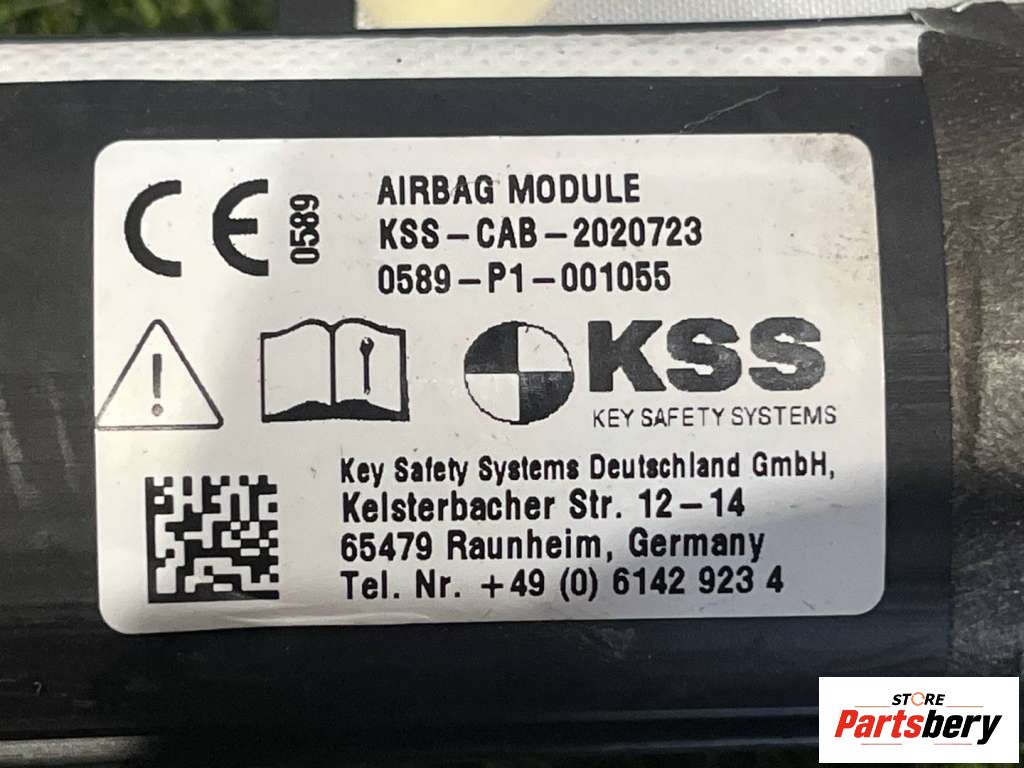 CE 0589
AIRBAG MODULE
KSS-CAB-2020723
0589-P1-001055
KSS
KEY SAFETY SYSTEMS
Key Safety Systems Deutschland GmbH,
Kelsterbacher Str. 12-14
65479 Raunheim, Germany
Tel. Nr. +49 (0) 6142 923 4
STORE
Partsbery